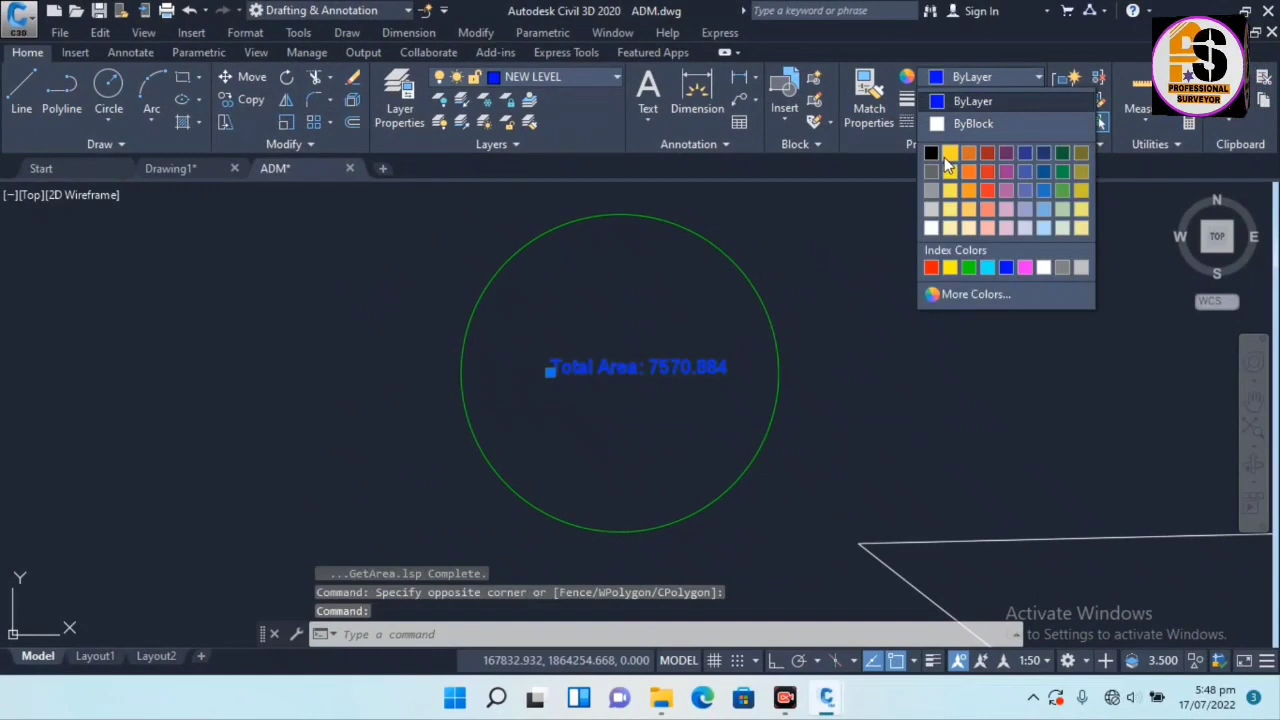 C3D
Drafting & Annotation
Autodesk Civil 3D 2020
ADM.dwg
Type a keyword or phrase
Sign In
File
Edit
View
Insert
Format
Tools
Draw
Dimension
Modify
Parametric
Window
Help
Express
Home
Insert
Annotate
Parametric
View
Manage
Output
Collaborate
Add-ins
Express Tools
Featured Apps
Line
Polyline
Circle
Arc
Move
Copy
Layer
Properties
NEW LEVEL
Text
Dimension
Insert
Match
Properties
ByLayer
Draw
Modify
Layers
Annotation
Block
Utilities
Clipboard
ByLayer
ByBlock
Index Colors
More Colors...
PROFESSIONAL
SURVEYOR
Start
Drawing1*
ADM*
[−][Top][2D Wireframe]
N
W
TOP
E
S
WCS
Total Area: 7570.884
...GetArea.lsp Complete.
Command: Specify opposite corner or [Fence/WPolygon/CPolygon]:
Command:
Type a command
Y
X
Activate Windows
to Settings to activate Windows.
Model
Layout1
Layout2
167832.932, 1864254.668, 0.000
MODEL
1:50
3.500
5:48 pm
17/07/2022
3